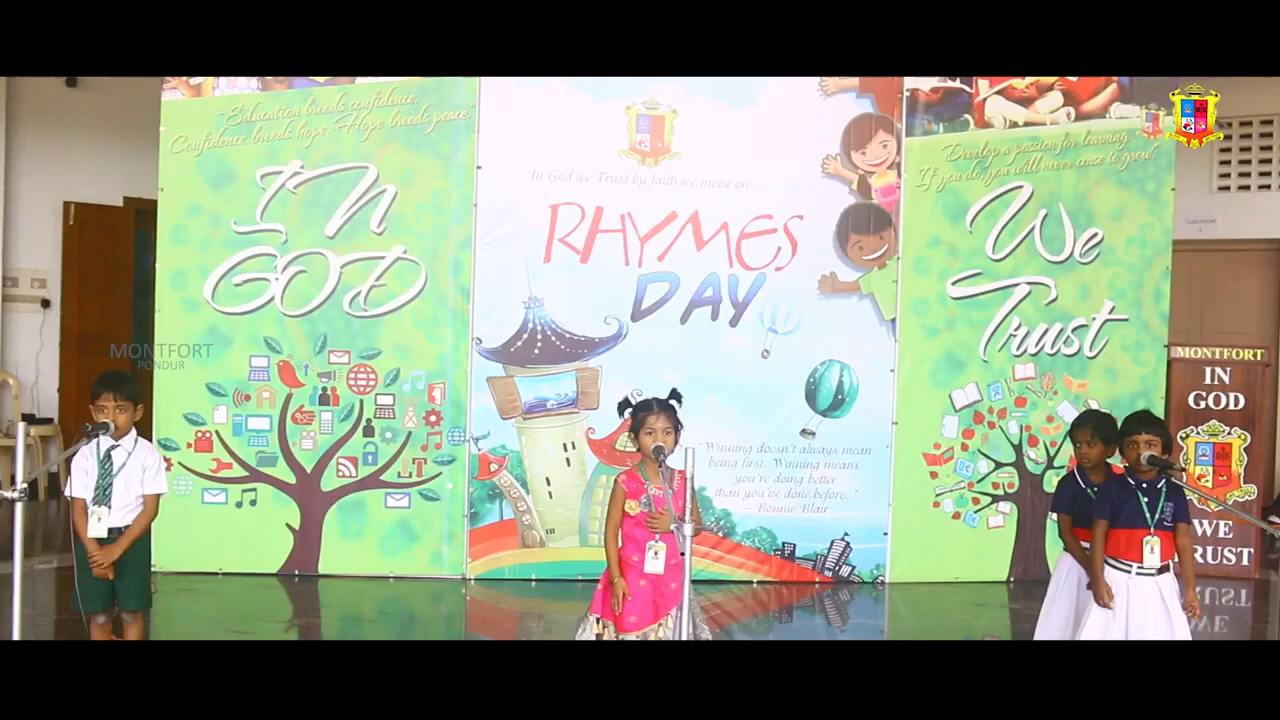 "Education breeds confidence.
Confidence breeds hope. Hope breeds peace."
IN
GOD
MONTFORT
PONDUR
In God we Trust by faith we move on ....
RHYMES
DAY
"Winning doesn't always mean
being first. Winning means
you're doing better
than you've done before."
– Bonnie Blair
Develop a passion for learning.
If you do, you will never cease to grow!
We
Trust
CLASS ROOM
MONTFORT
IN
GOD
WE
TRUST